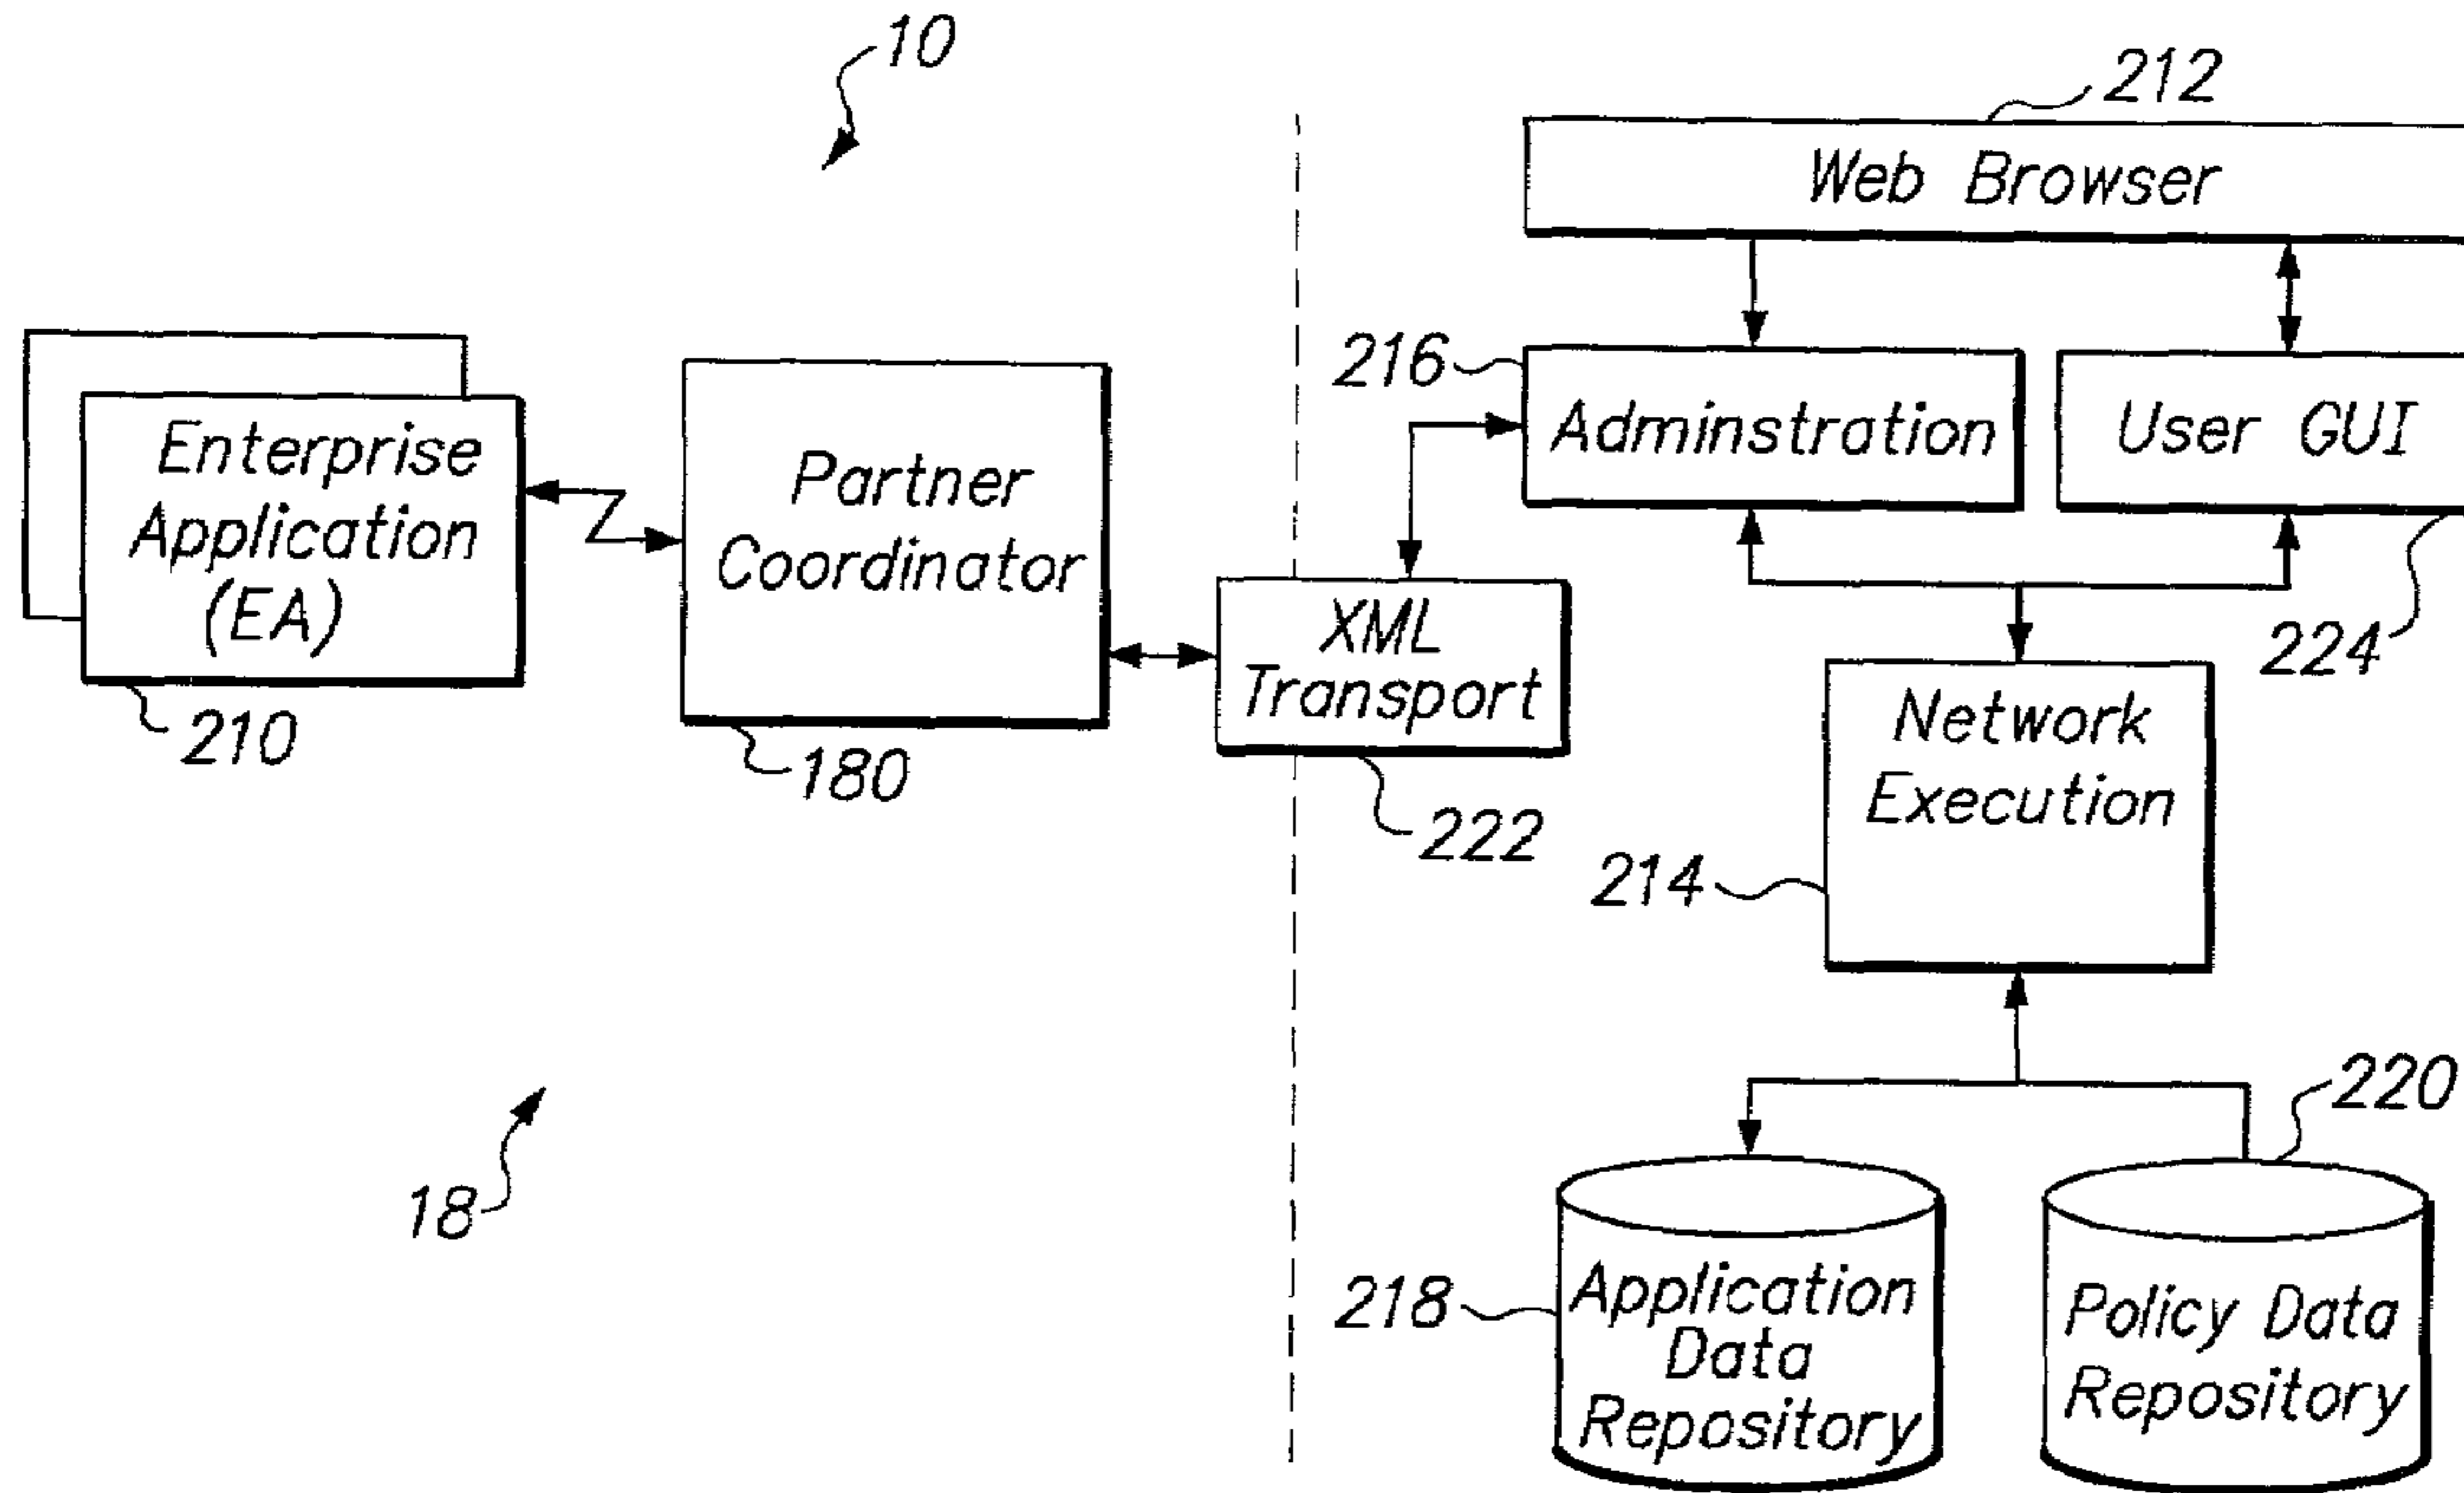 10
212
Web Browser
216
Adminstration
User GUI
224
Enterprise
Application
(EA)
210
Partner
Coordinator
180
XML
Transport
222
Network
Execution
214
18
220
218
Application
Data
Repository
Policy Data
Repository